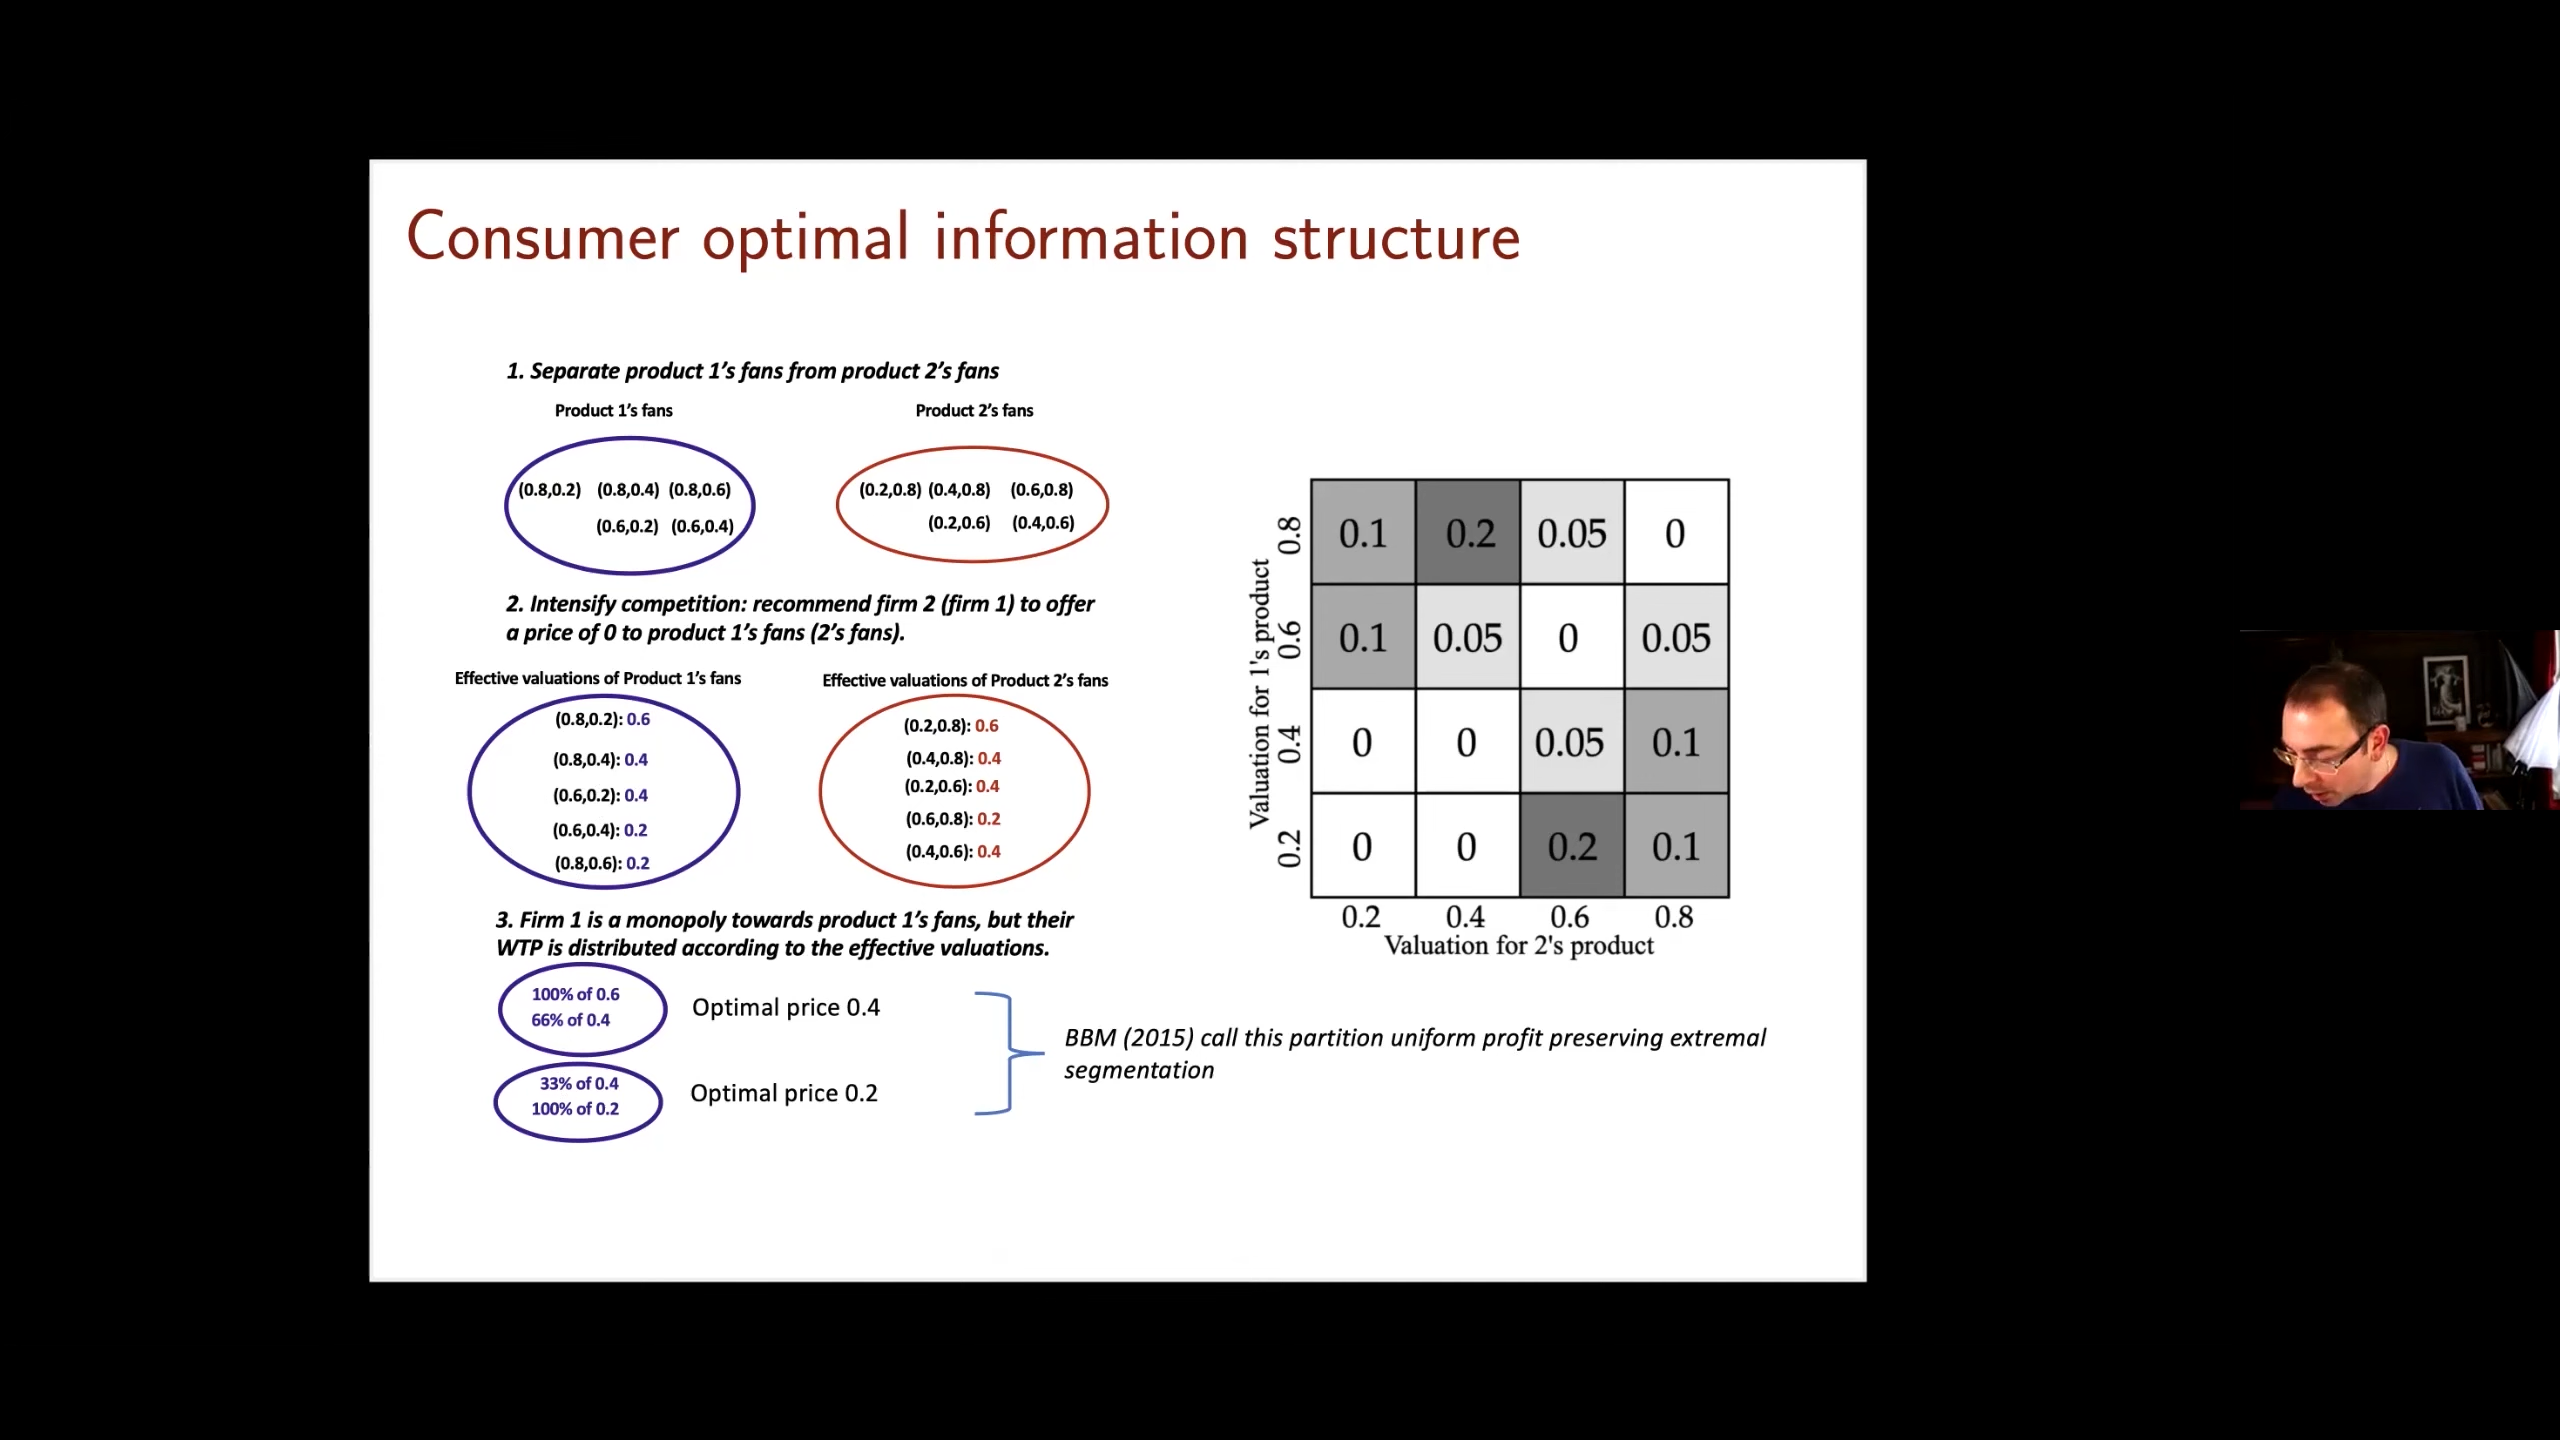 Consumer optimal information structure
1. Separate product 1’s fans from product 2’s fans
Product 1’s fans
Product 2’s fans
(0.8,0.2) (0.8,0.4) (0.8,0.6)
(0.6,0.2) (0.6,0.4)
(0.2,0.8) (0.4,0.8) (0.6,0.8)
(0.2,0.6) (0.4,0.6)
2. Intensify competition: recommend firm 2 (firm 1) to offer
a price of 0 to product 1’s fans (2’s fans).
Effective valuations of Product 1’s fans
Effective valuations of Product 2’s fans
(0.8,0.2): 0.6
(0.8,0.4): 0.4
(0.6,0.2): 0.4
(0.6,0.4): 0.2
(0.8,0.6): 0.2
(0.2,0.8): 0.6
(0.4,0.8): 0.4
(0.2,0.6): 0.4
(0.6,0.8): 0.2
(0.4,0.6): 0.4
3. Firm 1 is a monopoly towards product 1’s fans, but their
WTP is distributed according to the effective valuations.
100% of 0.6
66% of 0.4
Optimal price 0.4
33% of 0.4
100% of 0.2
Optimal price 0.2
BBM (2015) call this partition uniform profit preserving extremal
segmentation
Valuation for 1's product
0.8 0.1 0.2 0.05 0
0.6 0.1 0.05 0 0.05
0.4 0 0 0.05 0.1
0.2 0 0 0.2 0.1
0.2 0.4 0.6 0.8
Valuation for 2's product